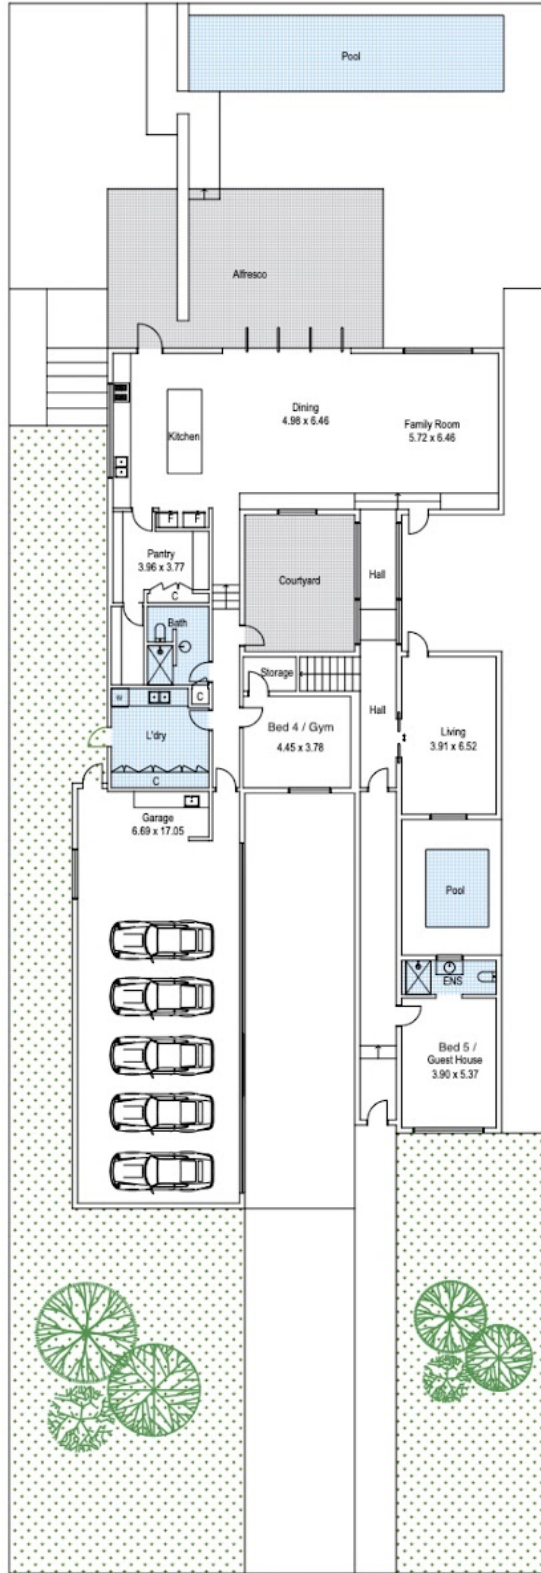 Pool
Alfresco
Dining
4.98 x 6.46
Family Room
5.72 x 6.46
Kitchen
F
F
Pantry
3.96 x 3.77
C
Courtyard
Hall
Bath
Storage
C
Hall
Bed 4 / Gym
4.45 x 3.78
Living
3.91 x 6.52
L'dry
C
Garage
6.69 x 17.05
Pool
ENS
Bed 5 /
Guest House
3.90 x 5.37